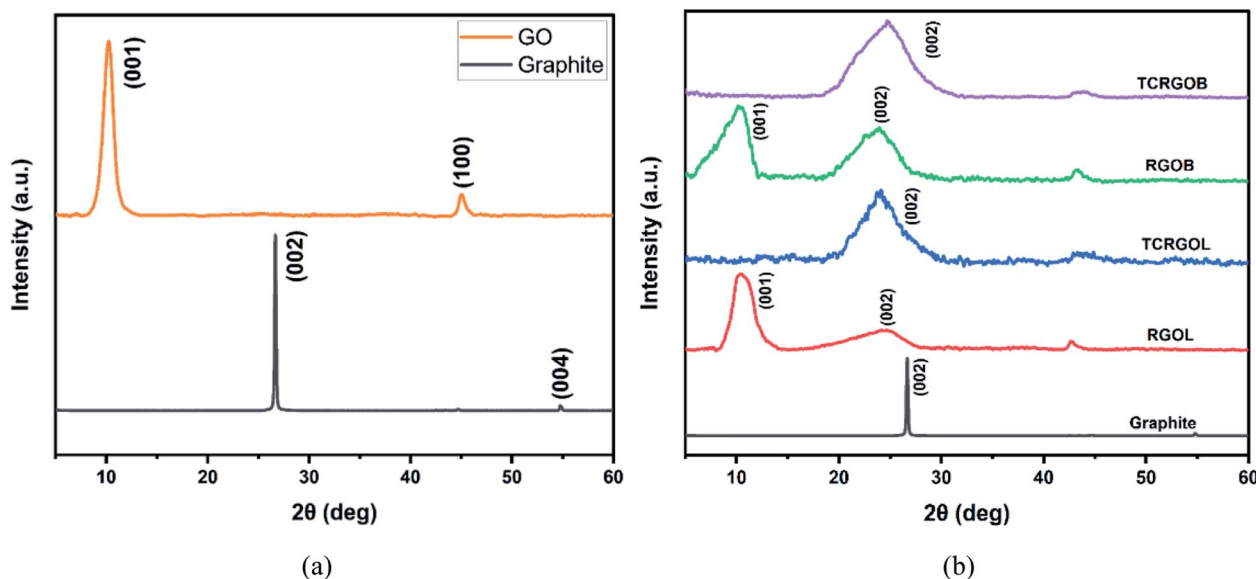 GO
Graphite
(001)
(100)
(002)
(004)
Intensity (a.u.)
10
20
30
40
50
60
2θ (deg)
(a)
(002)
TCRGOB
(001)
(002)
RGOB
(002)
TCRGOL
(001)
(002)
RGOL
(002)
Graphite
Intensity (a.u.)
10
20
30
40
50
60
2θ (deg)
(b)